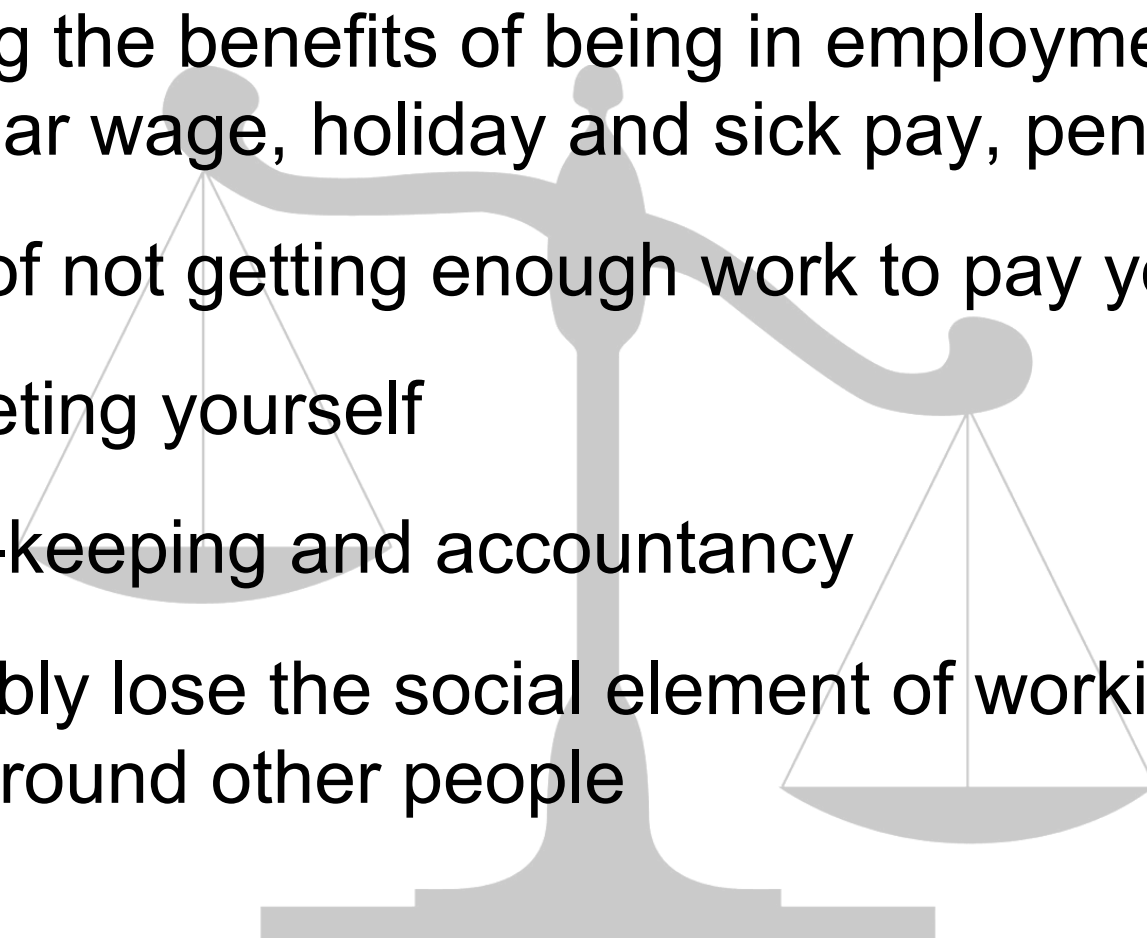 g the benefits of being in employme
ar wage, holiday and sick pay, pen
of not getting enough work to pay yo
eting yourself
-keeping and accountancy
bly lose the social element of worki
round other people